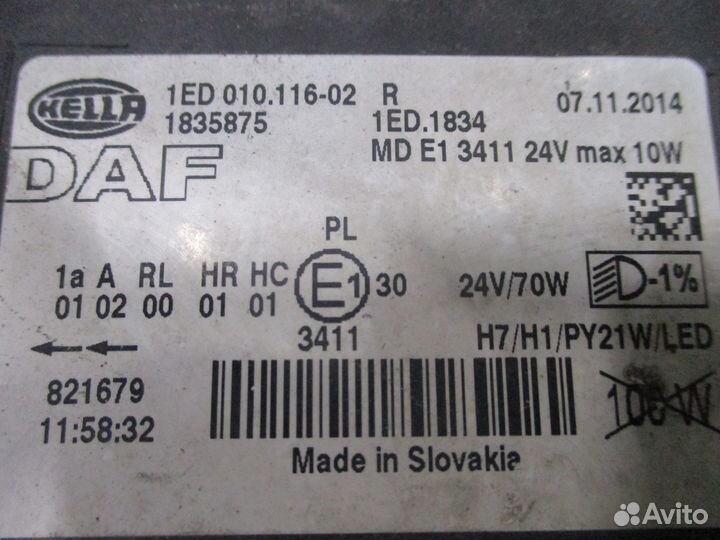 HELLA
1ED 010.116-02 R 07.11.2014
1835875 1ED.1834
DAF MD E1 3411 24V max 10W
PL
1a A RL HR HC E1 30 24V/70W D-1%
01 02 00 01 01
3411 H7/H1/PY21W/LED
821679 100 W
11:58:32
Made in Slovakia
Avito